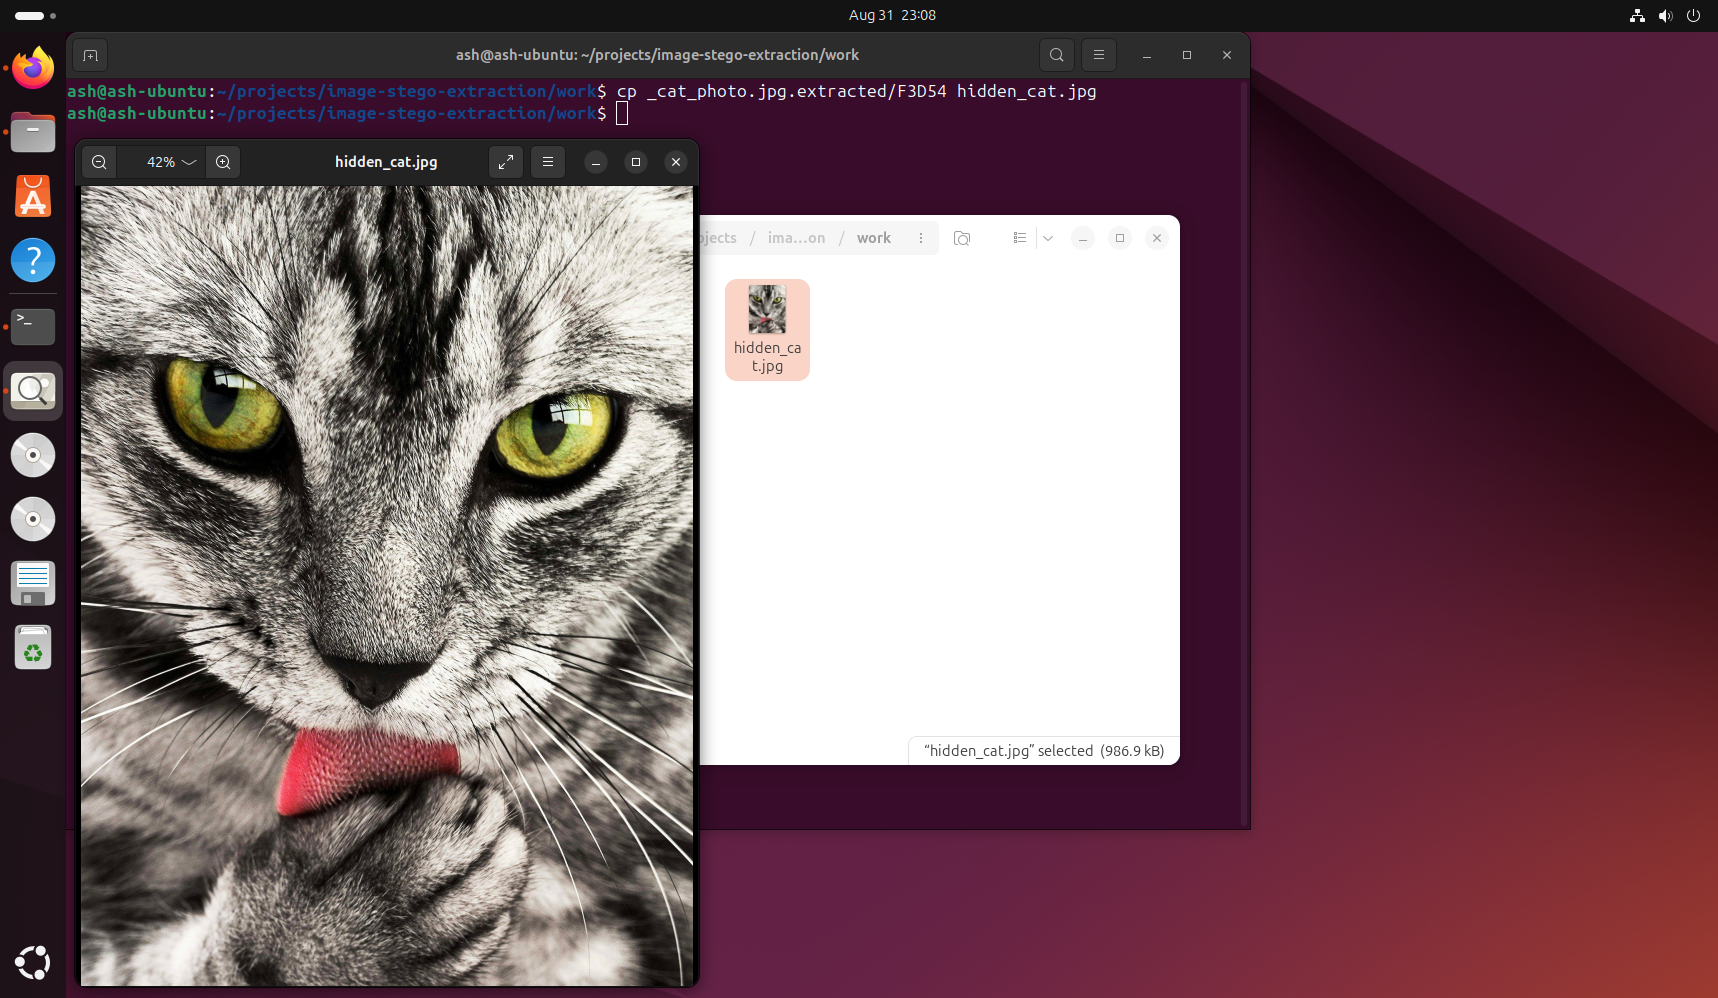 Aug 31 23:08
ash@ash-ubuntu: ~/projects/image-stego-extraction/work
ash@ash-ubuntu:~/projects/image-stego-extraction/work$ cp _cat_photo.jpg.extracted/F3D54 hidden_cat.jpg
ash@ash-ubuntu:~/projects/image-stego-extraction/work$
42%
hidden_cat.jpg
ojects / ima...on / work
hidden_ca
t.jpg
“hidden_cat.jpg” selected (986.9 kB)